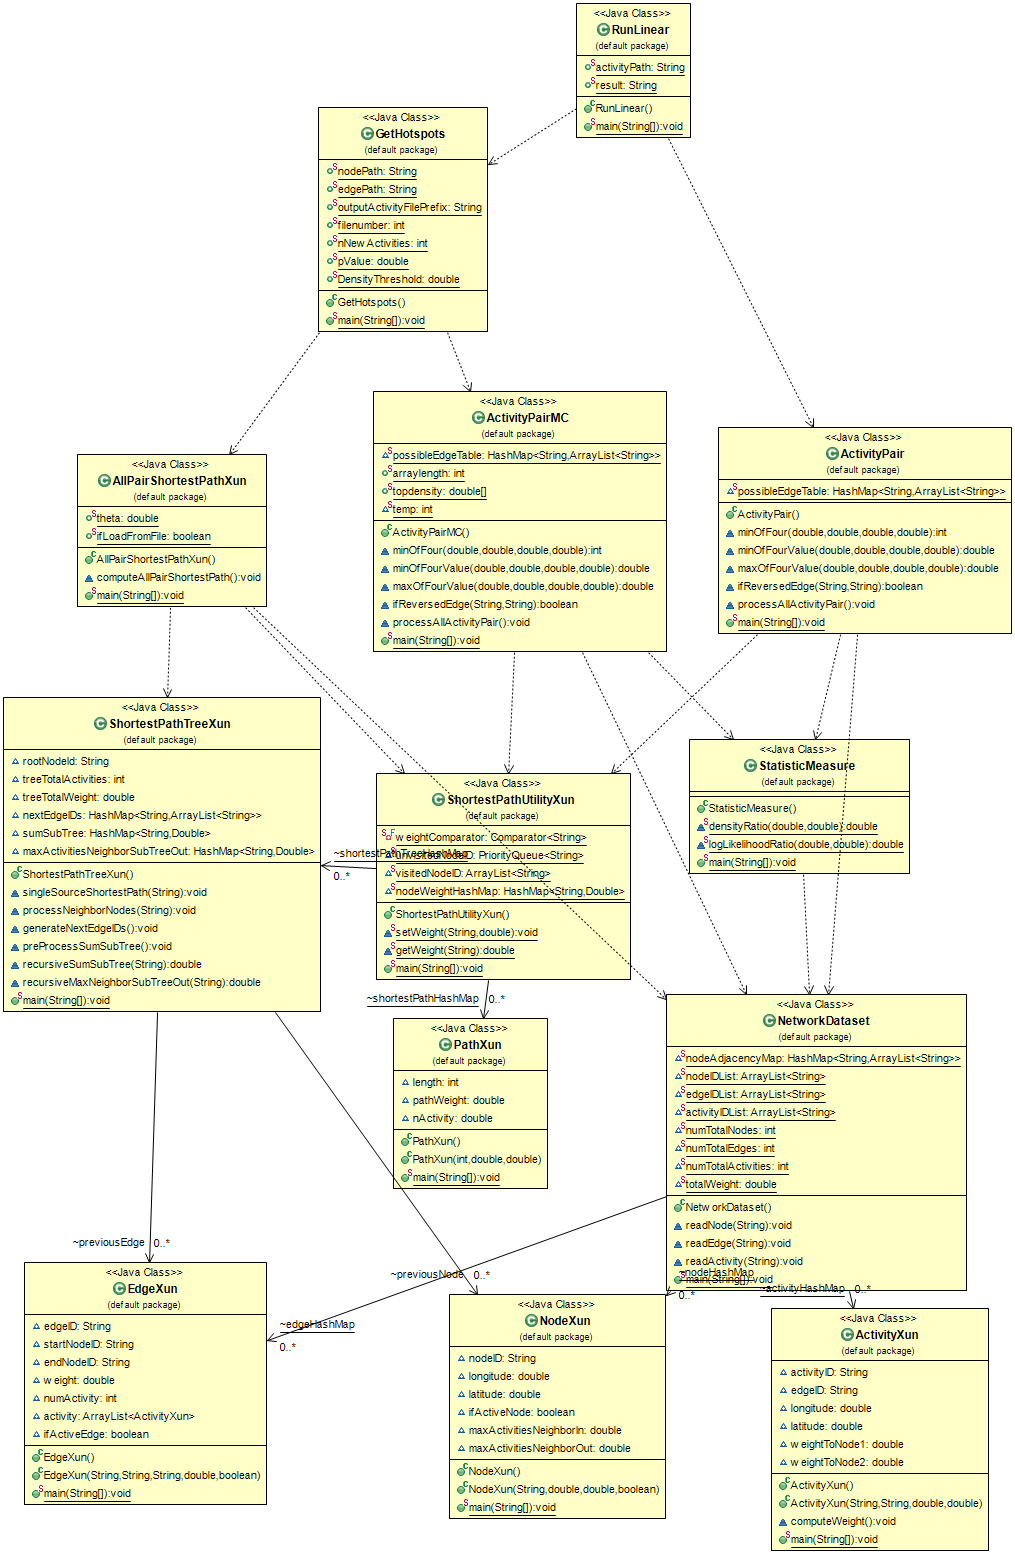 <<Java Class>>
RunLinear
(default package)
activityPath: String
result: String
RunLinear()
main(String[]):void
<<Java Class>>
GetHotspots
(default package)
nodePath: String
edgePath: String
outputActivityFilePrefix: String
filenumber: int
nNewActivities: int
pValue: double
DensityThreshold: double
GetHotspots()
main(String[]):void
<<Java Class>>
ActivityPairMC
(default package)
possibleEdgeTable: HashMap<String,ArrayList<String>>
arraylength: int
topdensity: double[]
temp: int
ActivityPairMC()
minOfFour(double,double,double,double):int
minOfFourValue(double,double,double,double):double
maxOfFourValue(double,double,double,double):double
ifReversedEdge(String,String):boolean
processAllActivityPair():void
main(String[]):void
<<Java Class>>
ActivityPair
(default package)
possibleEdgeTable: HashMap<String,ArrayList<String>>
ActivityPair()
minOfFour(double,double,double,double):int
minOfFourValue(double,double,double,double):double
maxOfFourValue(double,double,double,double):double
ifReversedEdge(String,String):boolean
processAllActivityPair():void
main(String[]):void
<<Java Class>>
AllPairShortestPathXun
(default package)
theta: double
ifLoadFromFile: boolean
AllPairShortestPathXun()
computeAllPairShortestPath():void
main(String[]):void
<<Java Class>>
ShortestPathTreeXun
(default package)
rootNodeId: String
treeTotalActivities: int
treeTotalWeight: double
nextEdgeIDs: HashMap<String,ArrayList<String>>
sumSubTree: HashMap<String,Double>
maxActivitiesNeighborSubTreeOut: HashMap<String,Double>
ShortestPathTreeXun()
singleSourceShortestPath(String):void
processNeighborNodes(String):void
generateNextEdgeIDs():void
preProcessSumSubTree():void
recursiveSumSubTree(String):double
recursiveMaxNeighborSubTreeOut(String):double
main(String[]):void
<<Java Class>>
ShortestPathUtilityXun
(default package)
weightComparator: Comparator<String>
unvisitedNodeID: PriorityQueue<String>
visitedNodeID: ArrayList<String>
nodeWeightHashMap: HashMap<String,Double>
ShortestPathUtilityXun()
setWeight(String,double):void
getWeight(String):double
main(String[]):void
~shortestPathTreeHashMap
0..*
<<Java Class>>
StatisticMeasure
(default package)
StatisticMeasure()
densityRatio(double,double):double
logLikelihoodRatio(double,double):double
main(String[]):void
~shortestPathHashMap
0..*
<<Java Class>>
PathXun
(default package)
length: int
pathWeight: double
nActivity: double
PathXun()
PathXun(int,double,double)
main(String[]):void
<<Java Class>>
NetworkDataset
(default package)
nodeAdjacencyMap: HashMap<String,ArrayList<String>>
nodeIDList: ArrayList<String>
edgeIDList: ArrayList<String>
activityIDList: ArrayList<String>
numTotalNodes: int
numTotalEdges: int
numTotalActivities: int
totalWeight: double
NetworkDataset()
readNode(String):void
readEdge(String):void
readActivity(String):void
main(String[]):void
~previousEdge 0..*
~previousNode 0..*
~nodeHashMap
0..*
~activityHashMap 0..*
~edgeHashMap
0..*
<<Java Class>>
EdgeXun
(default package)
edgeID: String
startNodeID: String
endNodeID: String
weight: double
numActivity: int
activity: ArrayList<ActivityXun>
ifActiveEdge: boolean
EdgeXun()
EdgeXun(String,String,String,double,boolean)
main(String[]):void
<<Java Class>>
NodeXun
(default package)
nodeID: String
longitude: double
latitude: double
ifActiveNode: boolean
maxActivitiesNeighborIn: double
maxActivitiesNeighborOut: double
NodeXun()
NodeXun(String,double,double,boolean)
main(String[]):void
<<Java Class>>
ActivityXun
(default package)
activityID: String
edgeID: String
longitude: double
latitude: double
weightToNode1: double
weightToNode2: double
ActivityXun()
ActivityXun(String,String,double,double)
computeWeight():void
main(String[]):void